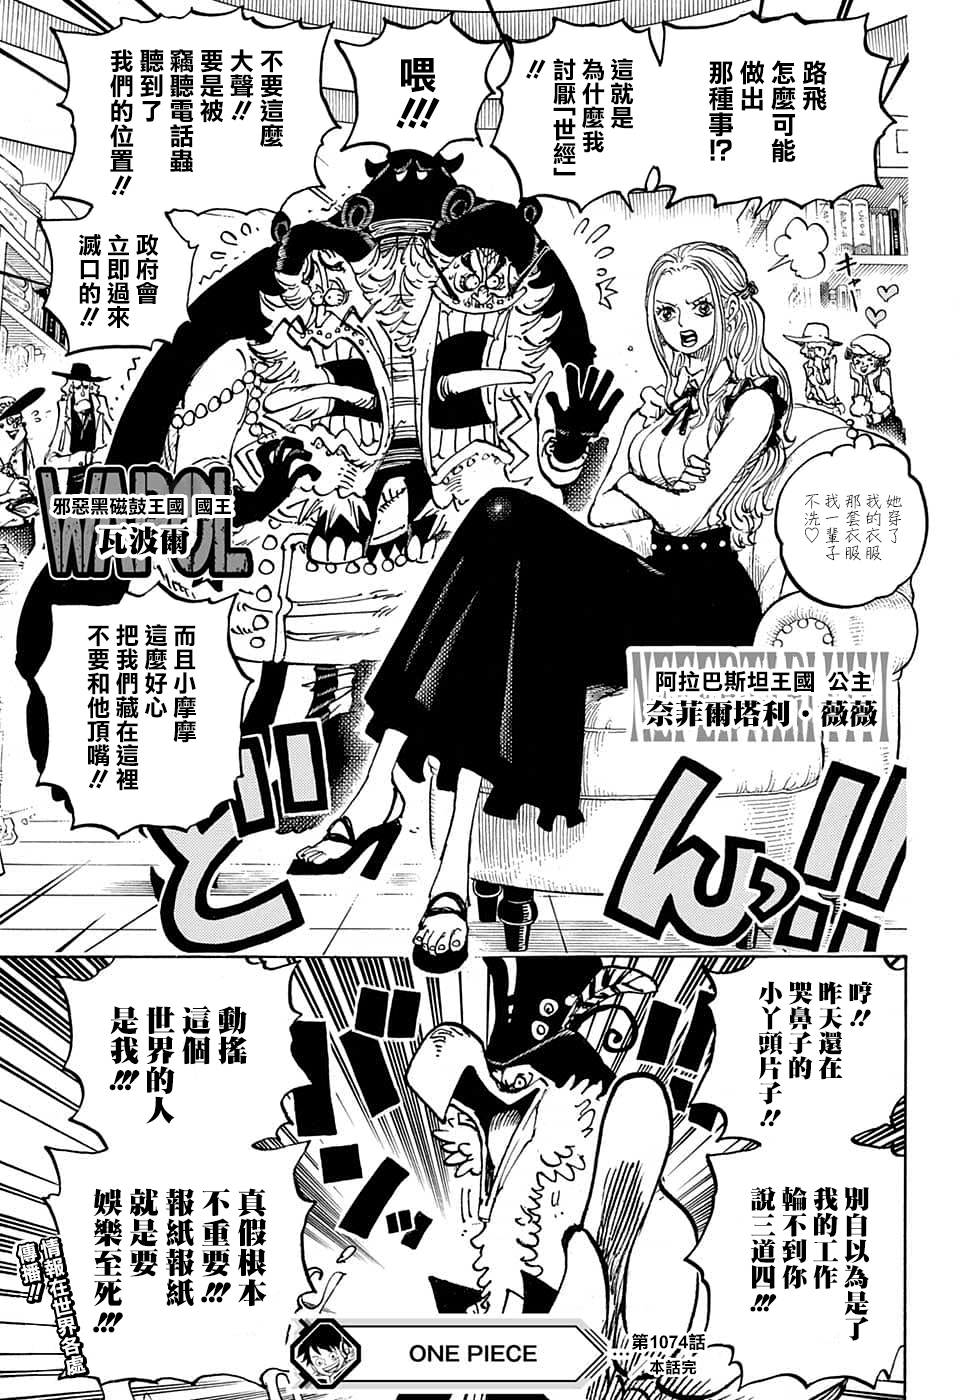 路飛
怎麼可能
做出
那種事!?
這就是
為什麼我
討厭「世經」
!!
喂
!!!
不要這麼
大聲!!
要是被
竊聽電話蟲
聽到了
我們的位置!!
政府會
立即過來
滅口的!!
キャッ
WAPOL
邪惡黑磁鼓王國 國王
瓦波爾
她穿了
我的衣服
那套衣服
我一輩子
不洗♡
阿拉巴斯坦王國 公主
奈菲爾塔利·薇薇
而且小摩摩
這麼好心
把我們藏在這裡
不要和他頂嘴!!
どんっ!!
哼!!
昨天還在
哭鼻子的
小丫頭片子!!
別自以為是了
我的工作
輪不到你
說三道四!!!
動搖
這個
世界的人
是我!!!
真假根本
不重要!!!
報紙報紙
就是要
娛樂至死!!!
情報在世界各處
傳播!!
ONE PIECE
第1074話
本話完